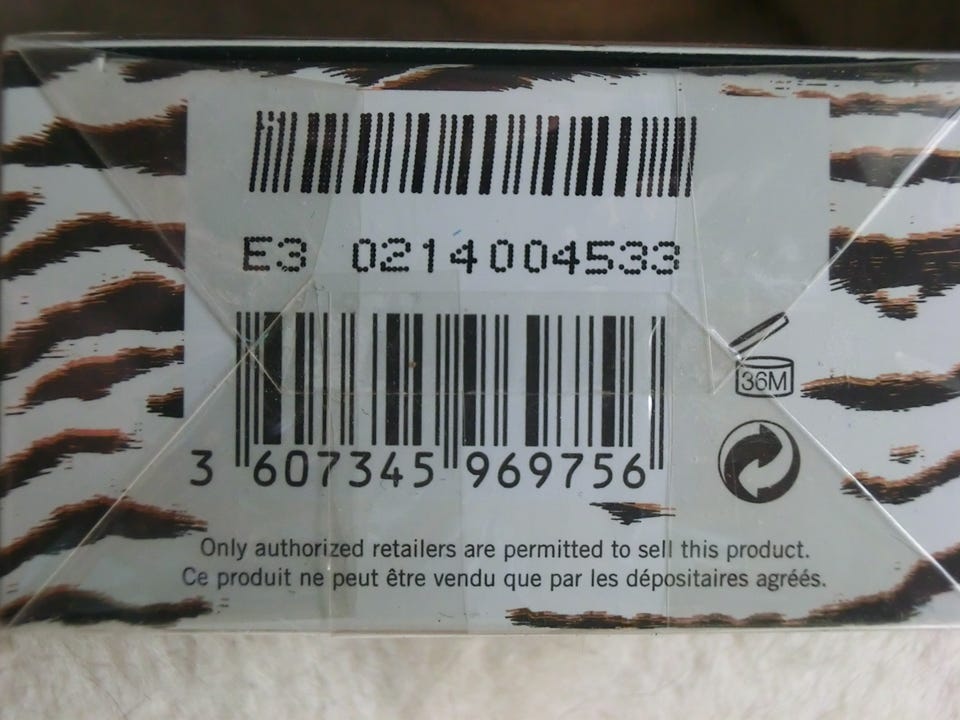 E3 0214004533
36M
3 607345 969756
Only authorized retailers are permitted to sell this product.
Ce produit ne peut être vendu que par les dépositaires agréés.